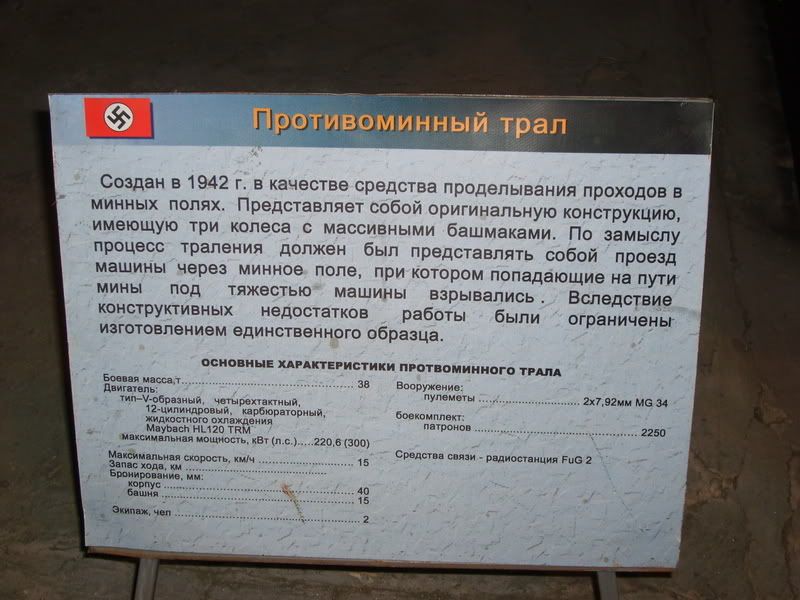 Противоминный трал
Создан в 1942 г. в качестве средства проделывания проходов в
минных полях. Представляет собой оригинальную конструкцию,
имеющую три колеса с массивными башмаками. По замыслу
процесс траления должен был представлять собой проезд
машины через минное поле, при котором попадающие на пути
мины под тяжестью машины взрывались. Вследствие
конструктивных недостатков работы были ограничены
изготовлением единственного образца.
ОСНОВНЫЕ ХАРАКТЕРИСТИКИ ПРОТВОМИННОГО ТРАЛА
Боевая масса,т.......................................... 38
Двигатель:
тип–V-образный, четырехтактный,
12-цилиндровый, карбюраторный,
жидкостного охлаждения
Maybach HL120 TRM
максимальная мощность, кВт (л.с.).....220,6 (300)
Максимальная скорость, км/ч ........................ 15
Запас хода, км ...................................
Бронирование, мм:
корпус ................................................ 40
башня ................................................. 15
Экипаж, чел ............................................. 2
Вооружение:
пулеметы .......................... 2x7,92мм MG 34
боекомплект:
патронов .......................................... 2250
Средства связи - радиостанция FuG 2